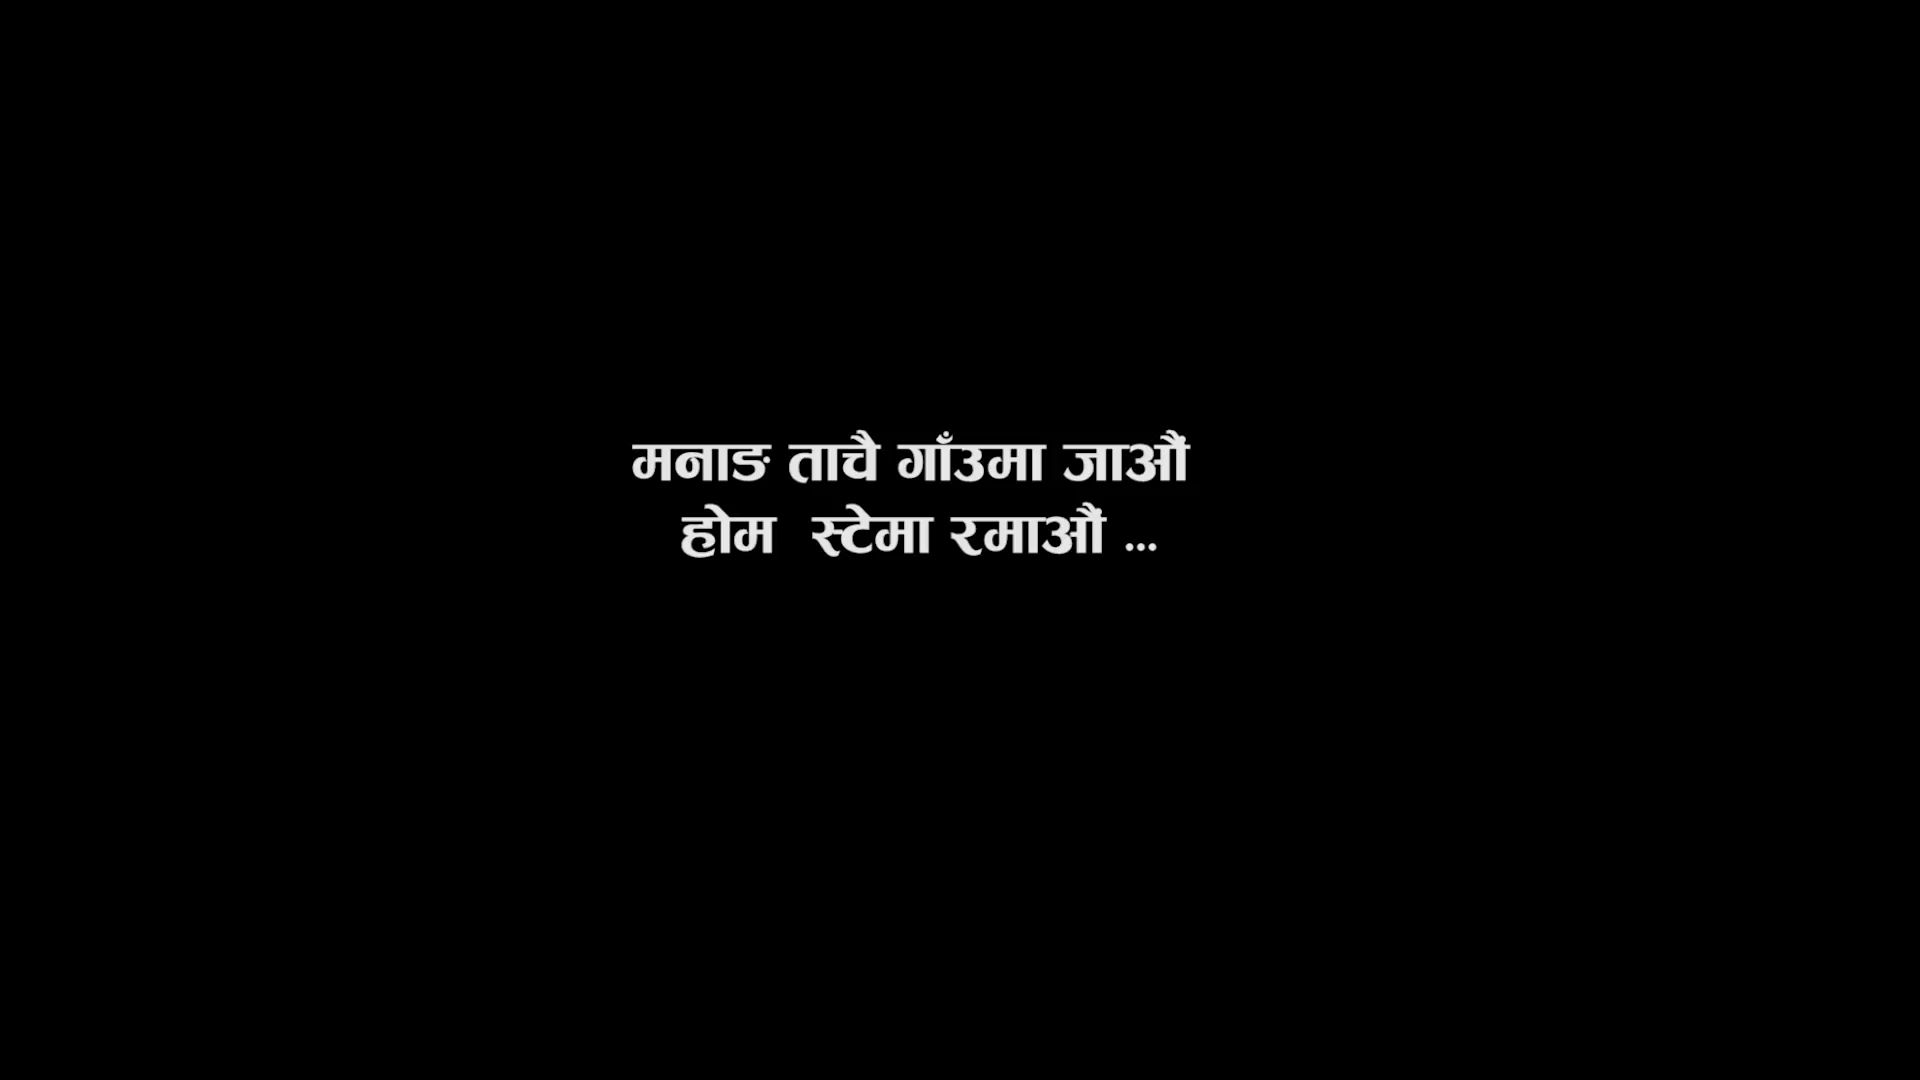 मनाङ ताचै गाँउमा जाऔं
होम  स्टेमा रमाऔं ...